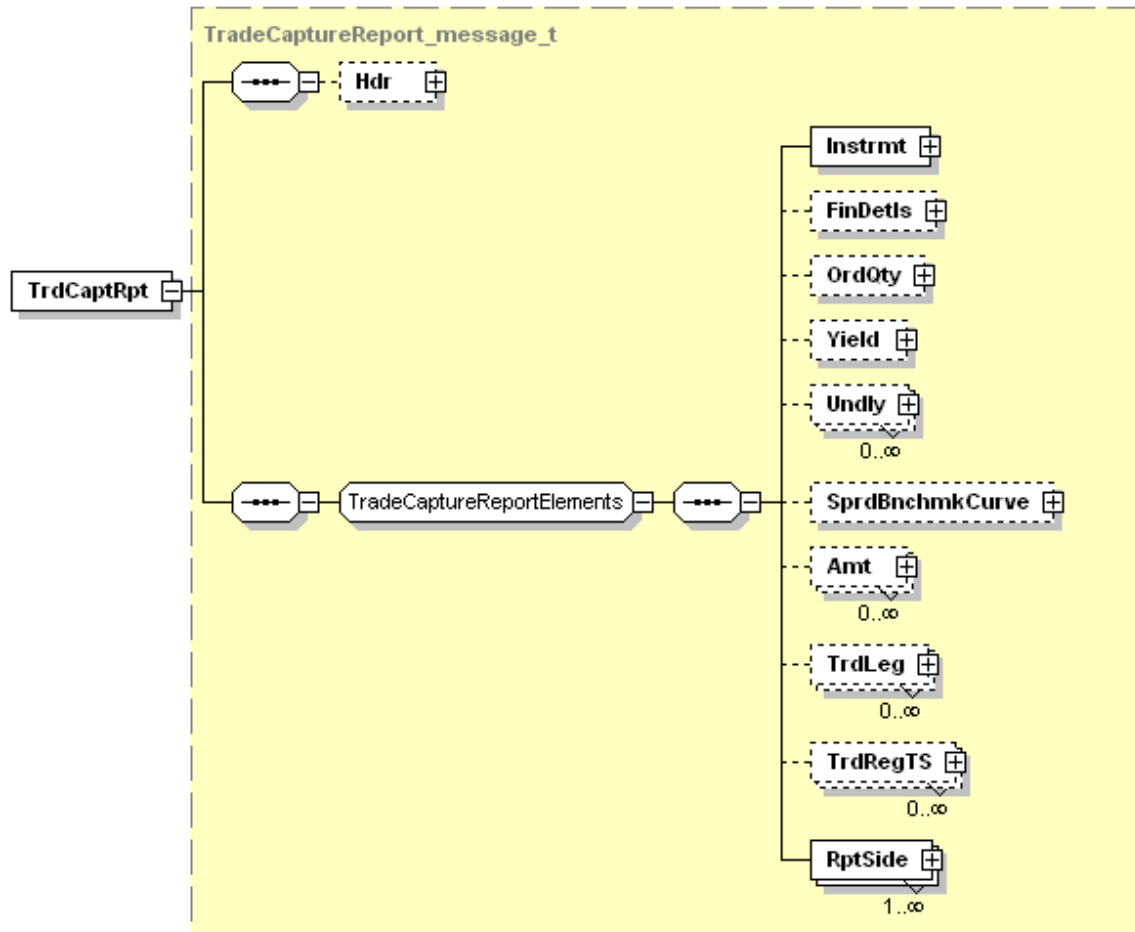 TradeCaptureReport_message_t
Hdr
Instrmt
FinDetls
OrdQty
TrdCaptRpt
Yield
Undly
0..∞
TradeCaptureReportElements
SprdBnchmkCurve
Amt
0..∞
TrdLeg
0..∞
TrdRegTS
0..∞
RptSide
1..∞